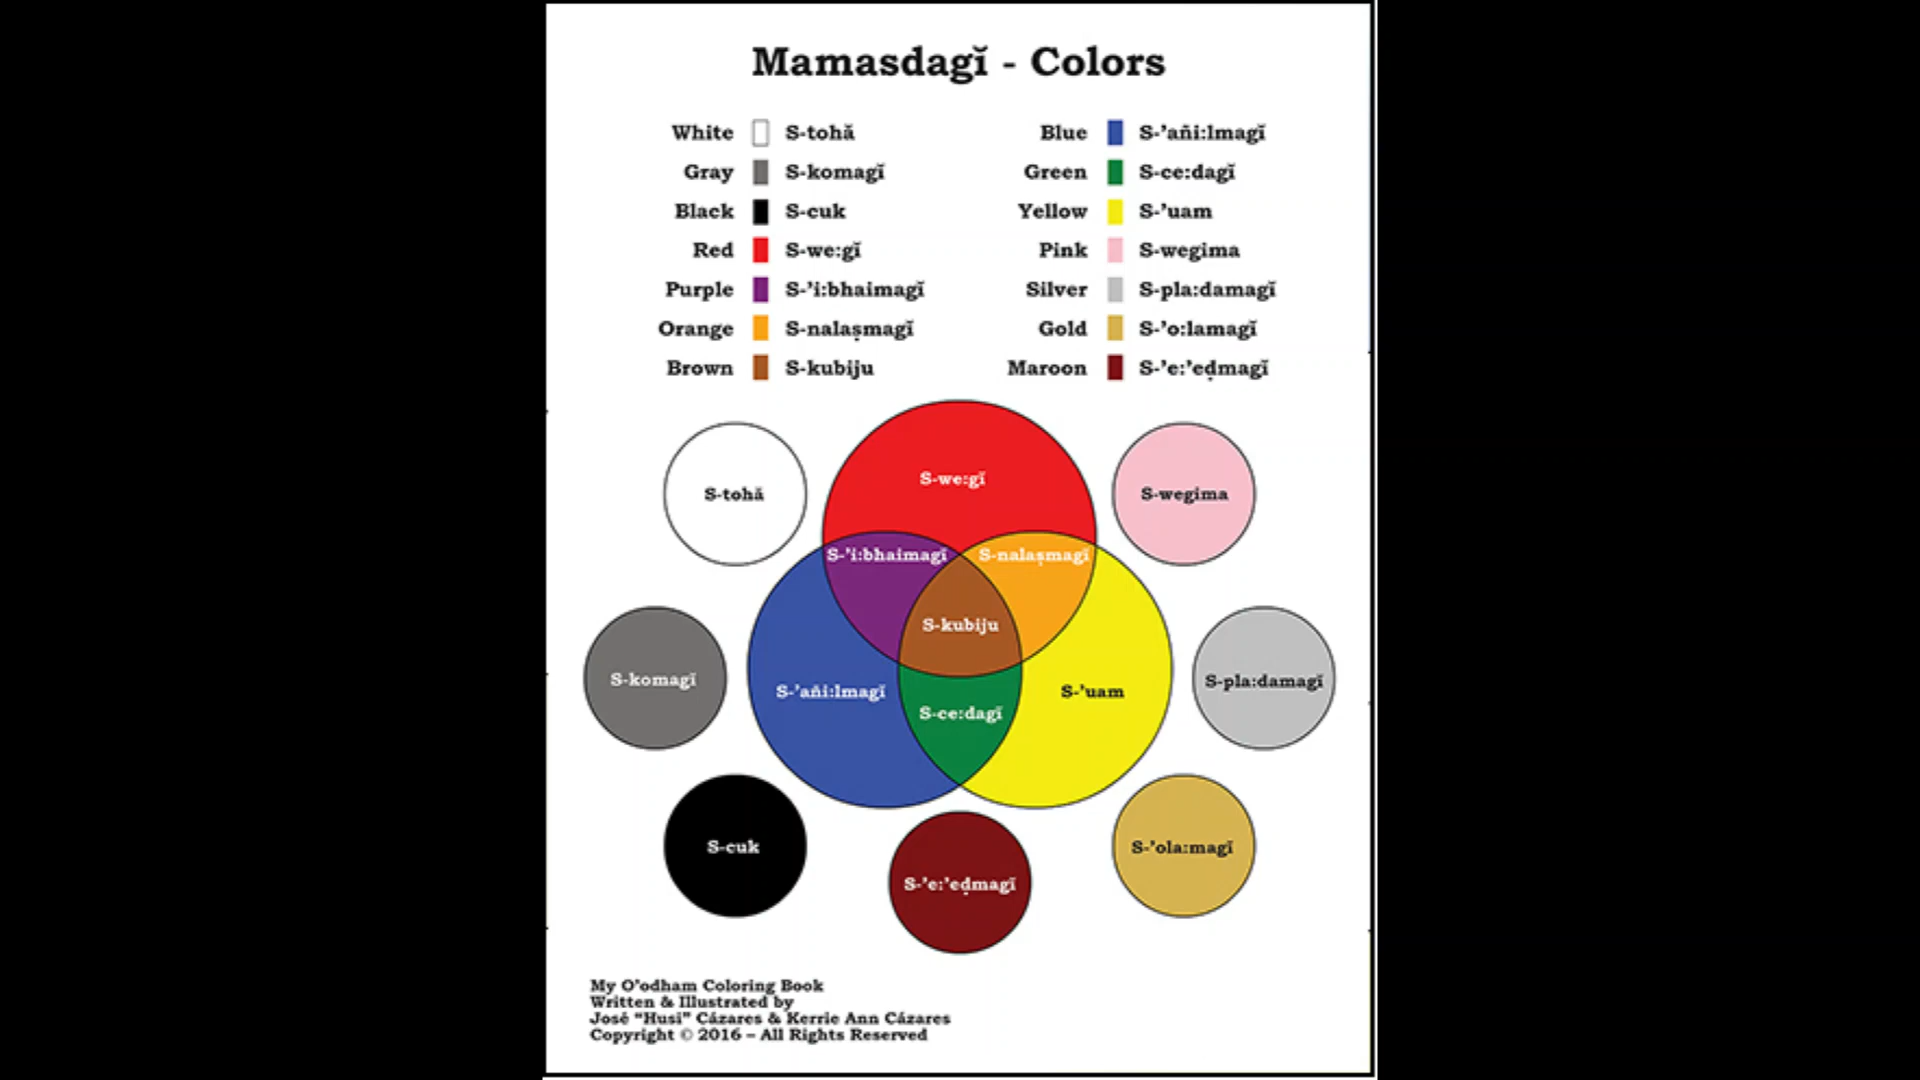 Mamasdagĭ - Colors
White S-tohă
Gray S-komagĭ
Black S-cuk
Red S-we:gĭ
Purple S-’i:bhaimagĭ
Orange S-nalaṣmagĭ
Brown S-kubiju
Blue S-’añi:lmagĭ
Green S-ce:dagĭ
Yellow S-’uam
Pink S-wegima
Silver S-pla:damagĭ
Gold S-’o:lamagĭ
Maroon S-’e:’eḍmagĭ
S-we:gĭ
S-tohă
S-wegima
S-’i:bhaimagĭ
S-nalaṣmagĭ
S-kubiju
S-komagĭ
S-’añi:lmagĭ
S-ce:dagĭ
S-’uam
S-pla:damagĭ
S-cuk
S-’e:’eḍmagĭ
S-’ola:magĭ
My O’odham Coloring Book
Written & Illustrated by
José “Husi” Cázares & Kerrie Ann Cázares
Copyright © 2016 – All Rights Reserved